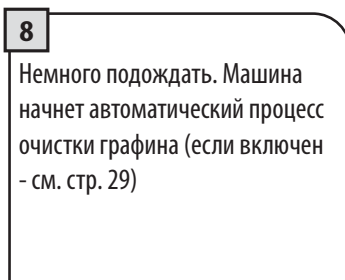 8
Немного подождать. Машина
начнет автоматический процесс
очистки графина (если включен
- см. стр. 29)